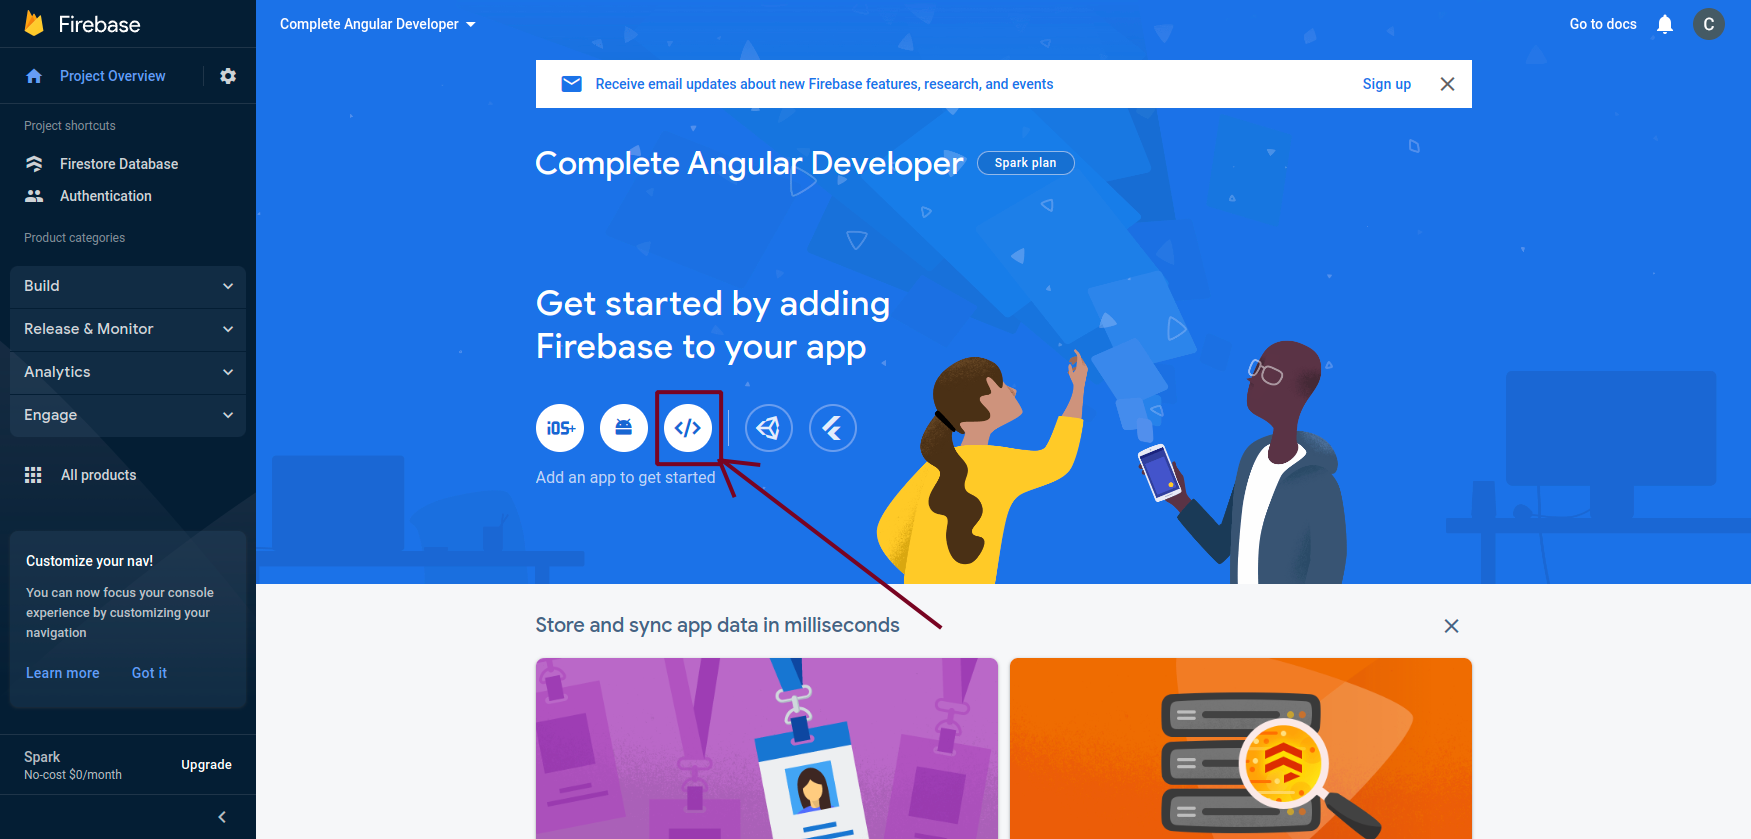 Firebase
Complete Angular Developer
Go to docs
C
Project Overview
Receive email updates about new Firebase features, research, and events
Sign up
Project shortcuts
Firestore Database
Authentication
Product categories
Build
Release & Monitor
Analytics
Engage
All products
Customize your nav!
You can now focus your console
experience by customizing your
navigation
Learn more
Got it
Spark
No-cost $0/month
Upgrade
Complete Angular Developer
Spark plan
Get started by adding
Firebase to your app
iOS+
</>
Add an app to get started
Store and sync app data in milliseconds